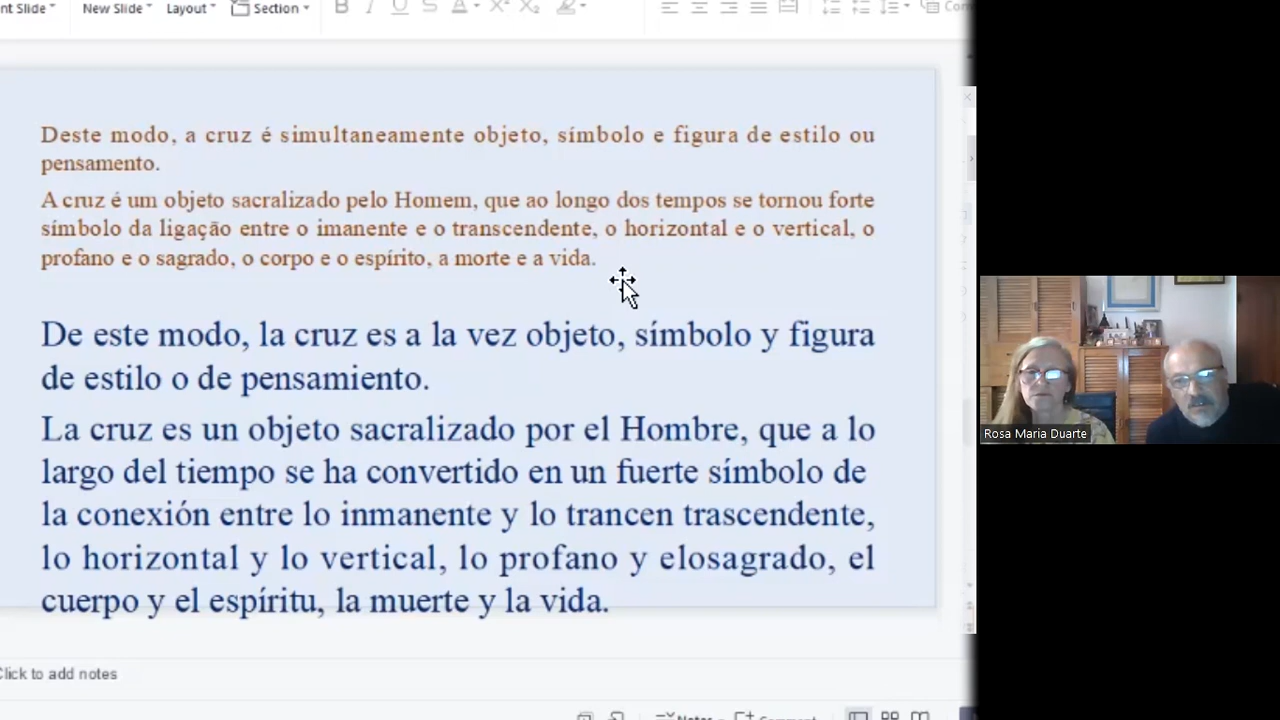 nt Slide New Slide Layout Section B I U S A X² X₂
Deste modo, a cruz é simultaneamente objeto, símbolo e figura de estilo ou
pensamento.
A cruz é um objeto sacralizado pelo Homem, que ao longo dos tempos se tornou forte
símbolo da ligação entre o imanente e o transcendente, o horizontal e o vertical, o
profano e o sagrado, o corpo e o espírito, a morte e a vida.
De este modo, la cruz es a la vez objeto, símbolo y figura
de estilo o de pensamiento.
La cruz es un objeto sacralizado por el Hombre, que a lo
largo del tiempo se ha convertido en un fuerte símbolo de
la conexión entre lo inmanente y lo trancen trascendente,
lo horizontal y lo vertical, lo profano y elosagrado, el
cuerpo y el espíritu, la muerte y la vida.
Rosa Maria Duarte
Click to add notes
Notes Comment